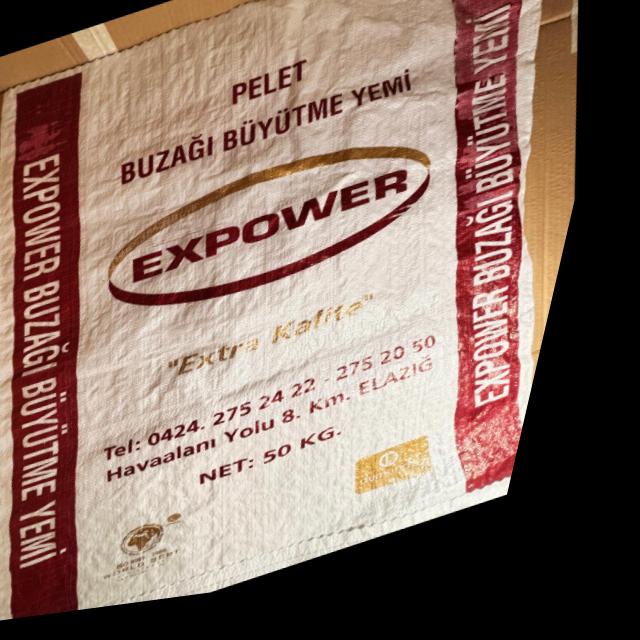 PELET
BUZAĞI BÜYÜTME YEMİ
EXPOWER
"Extra Kalite"
Tel: 0424. 275 24 22 - 275 20 50
Havaalanı Yolu 8. Km. ELAZIĞ
NET: 50 KG.
EXPOWER BUZAĞI BÜYÜTME YEMİ
EXPOWER BUZAĞI BÜYÜTME YEMİ